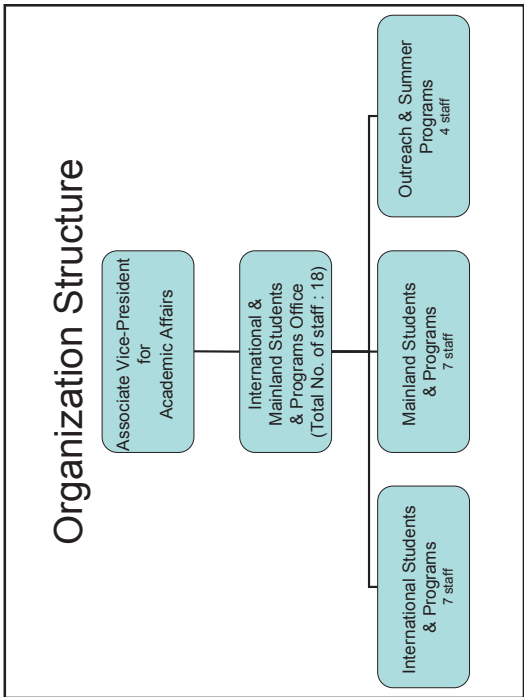 Organization Structure
Associate Vice-President
for
Academic Affairs
International &
Mainland Students
& Programs Office
(Total No. of staff : 18)
International Students
& Programs
7 staff
Mainland Students
& Programs
7 staff
Outreach & Summer
Programs
4 staff